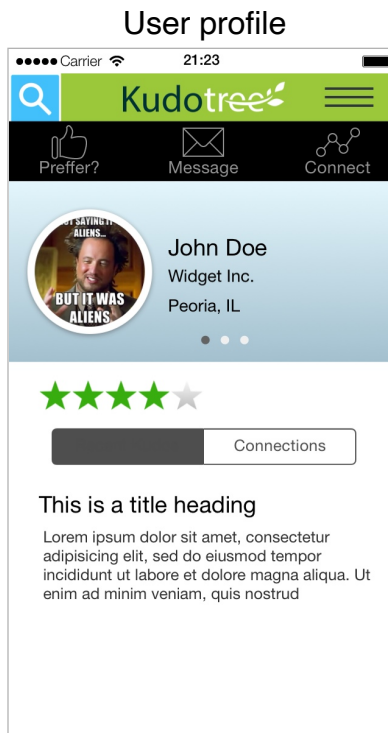 User profile
Carrier 21:23
Kudotree
Preffer? Message Connect
SAYING IT
ALIENS...
BUT IT WAS
ALIENS
John Doe
Widget Inc.
Peoria, IL
Connections
This is a title heading
Lorem ipsum dolor sit amet, consectetur
adipisicing elit, sed do eiusmod tempor
incididunt ut labore et dolore magna aliqua. Ut
enim ad minim veniam, quis nostrud